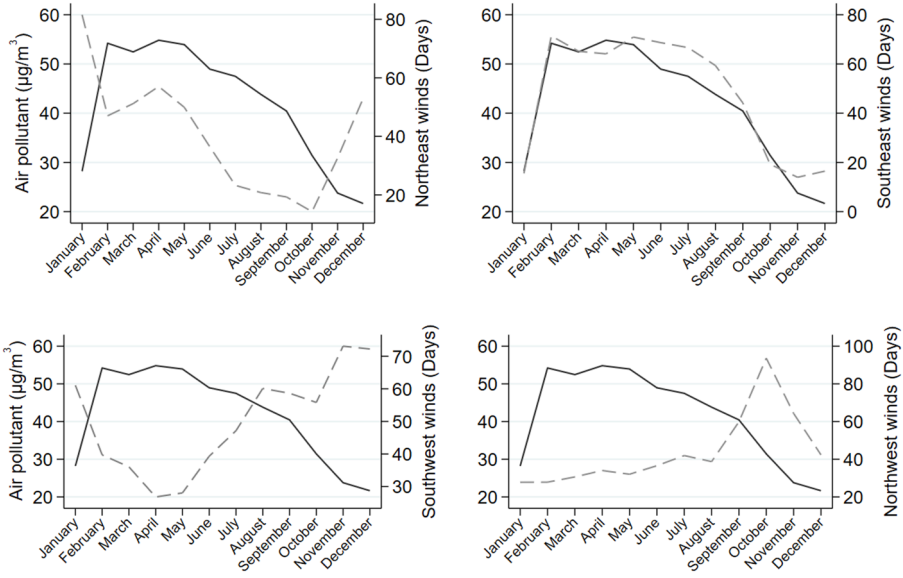 60
50
40
30
20
Air pollutant (μg/m³)
80
60
40
20
Northeast winds (Days)
January
February
March
April
May
June
July
August
September
October
November
December
60
50
40
30
20
80
60
40
20
0
Southeast winds (Days)
January
February
March
April
May
June
July
August
September
October
November
December
60
50
40
30
20
Air pollutant (μg/m³)
70
60
50
40
30
Southwest winds (Days)
January
February
March
April
May
June
July
August
September
October
November
December
60
50
40
30
20
100
80
60
40
20
Northwest winds (Days)
January
February
March
April
May
June
July
August
September
October
November
December